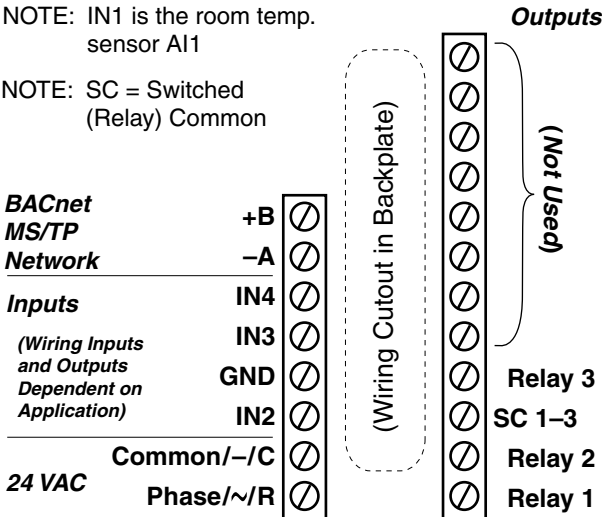 NOTE: IN1 is the room temp.
sensor AI1
NOTE: SC = Switched
(Relay) Common
BACnet
MS/TP
Network
+B
–A
Inputs
(Wiring Inputs
and Outputs
Dependent on
Application)
IN4
IN3
GND
IN2
24 VAC
Common/–/C
Phase/~/R
(Wiring Cutout in Backplate)
Outputs
(Not Used)
Relay 3
SC 1–3
Relay 2
Relay 1